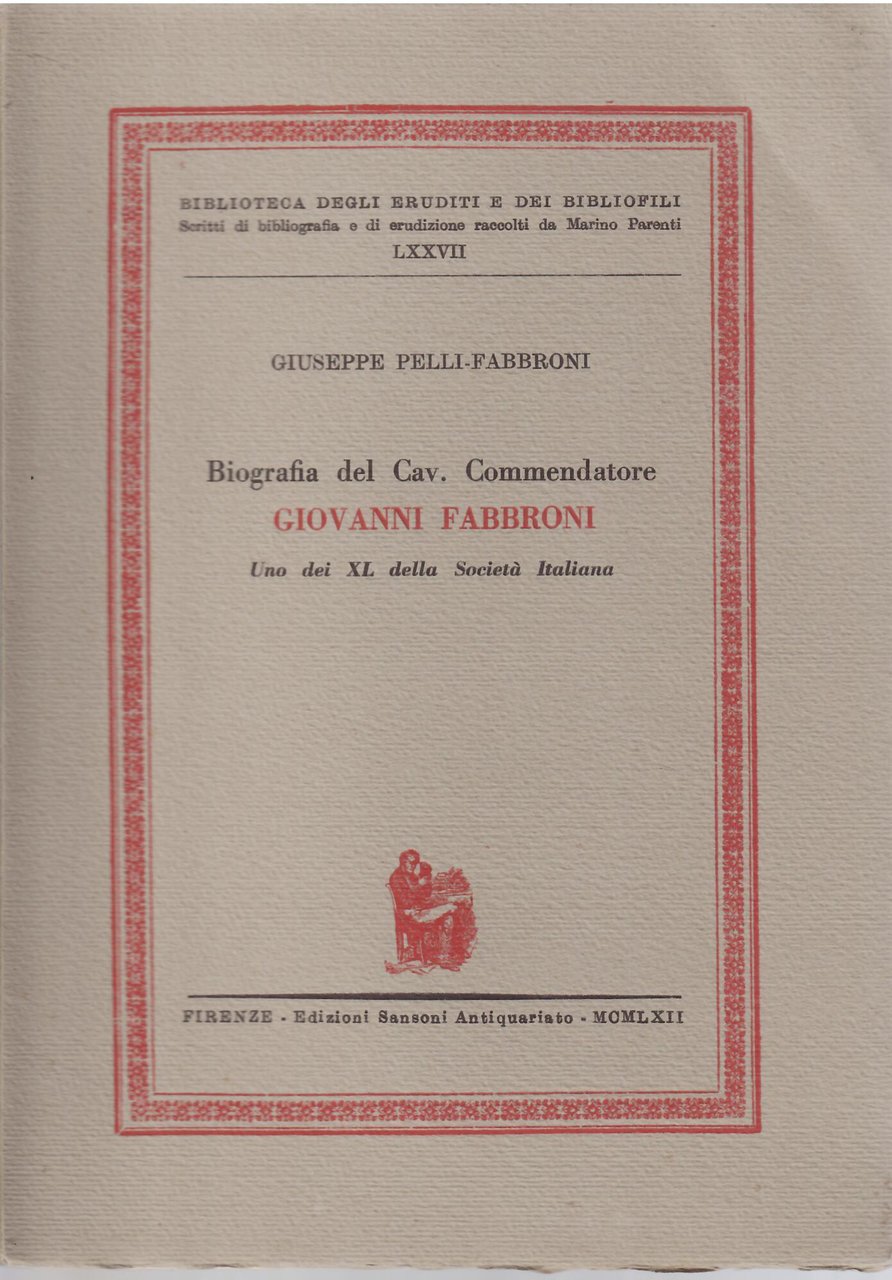 BIBLIOTECA DEGLI ERUDITI E DEI BIBLIOFILI
Scritti di bibliografia e di erudizione raccolti da Marino Parenti
LXXVII
GIUSEPPE PELLI-FABBRONI
Biografia del Cav. Commendatore
GIOVANNI FABBRONI
Uno dei XL della Società Italiana
FIRENZE - Edizioni Sansoni Antiquariato - MCMLXII